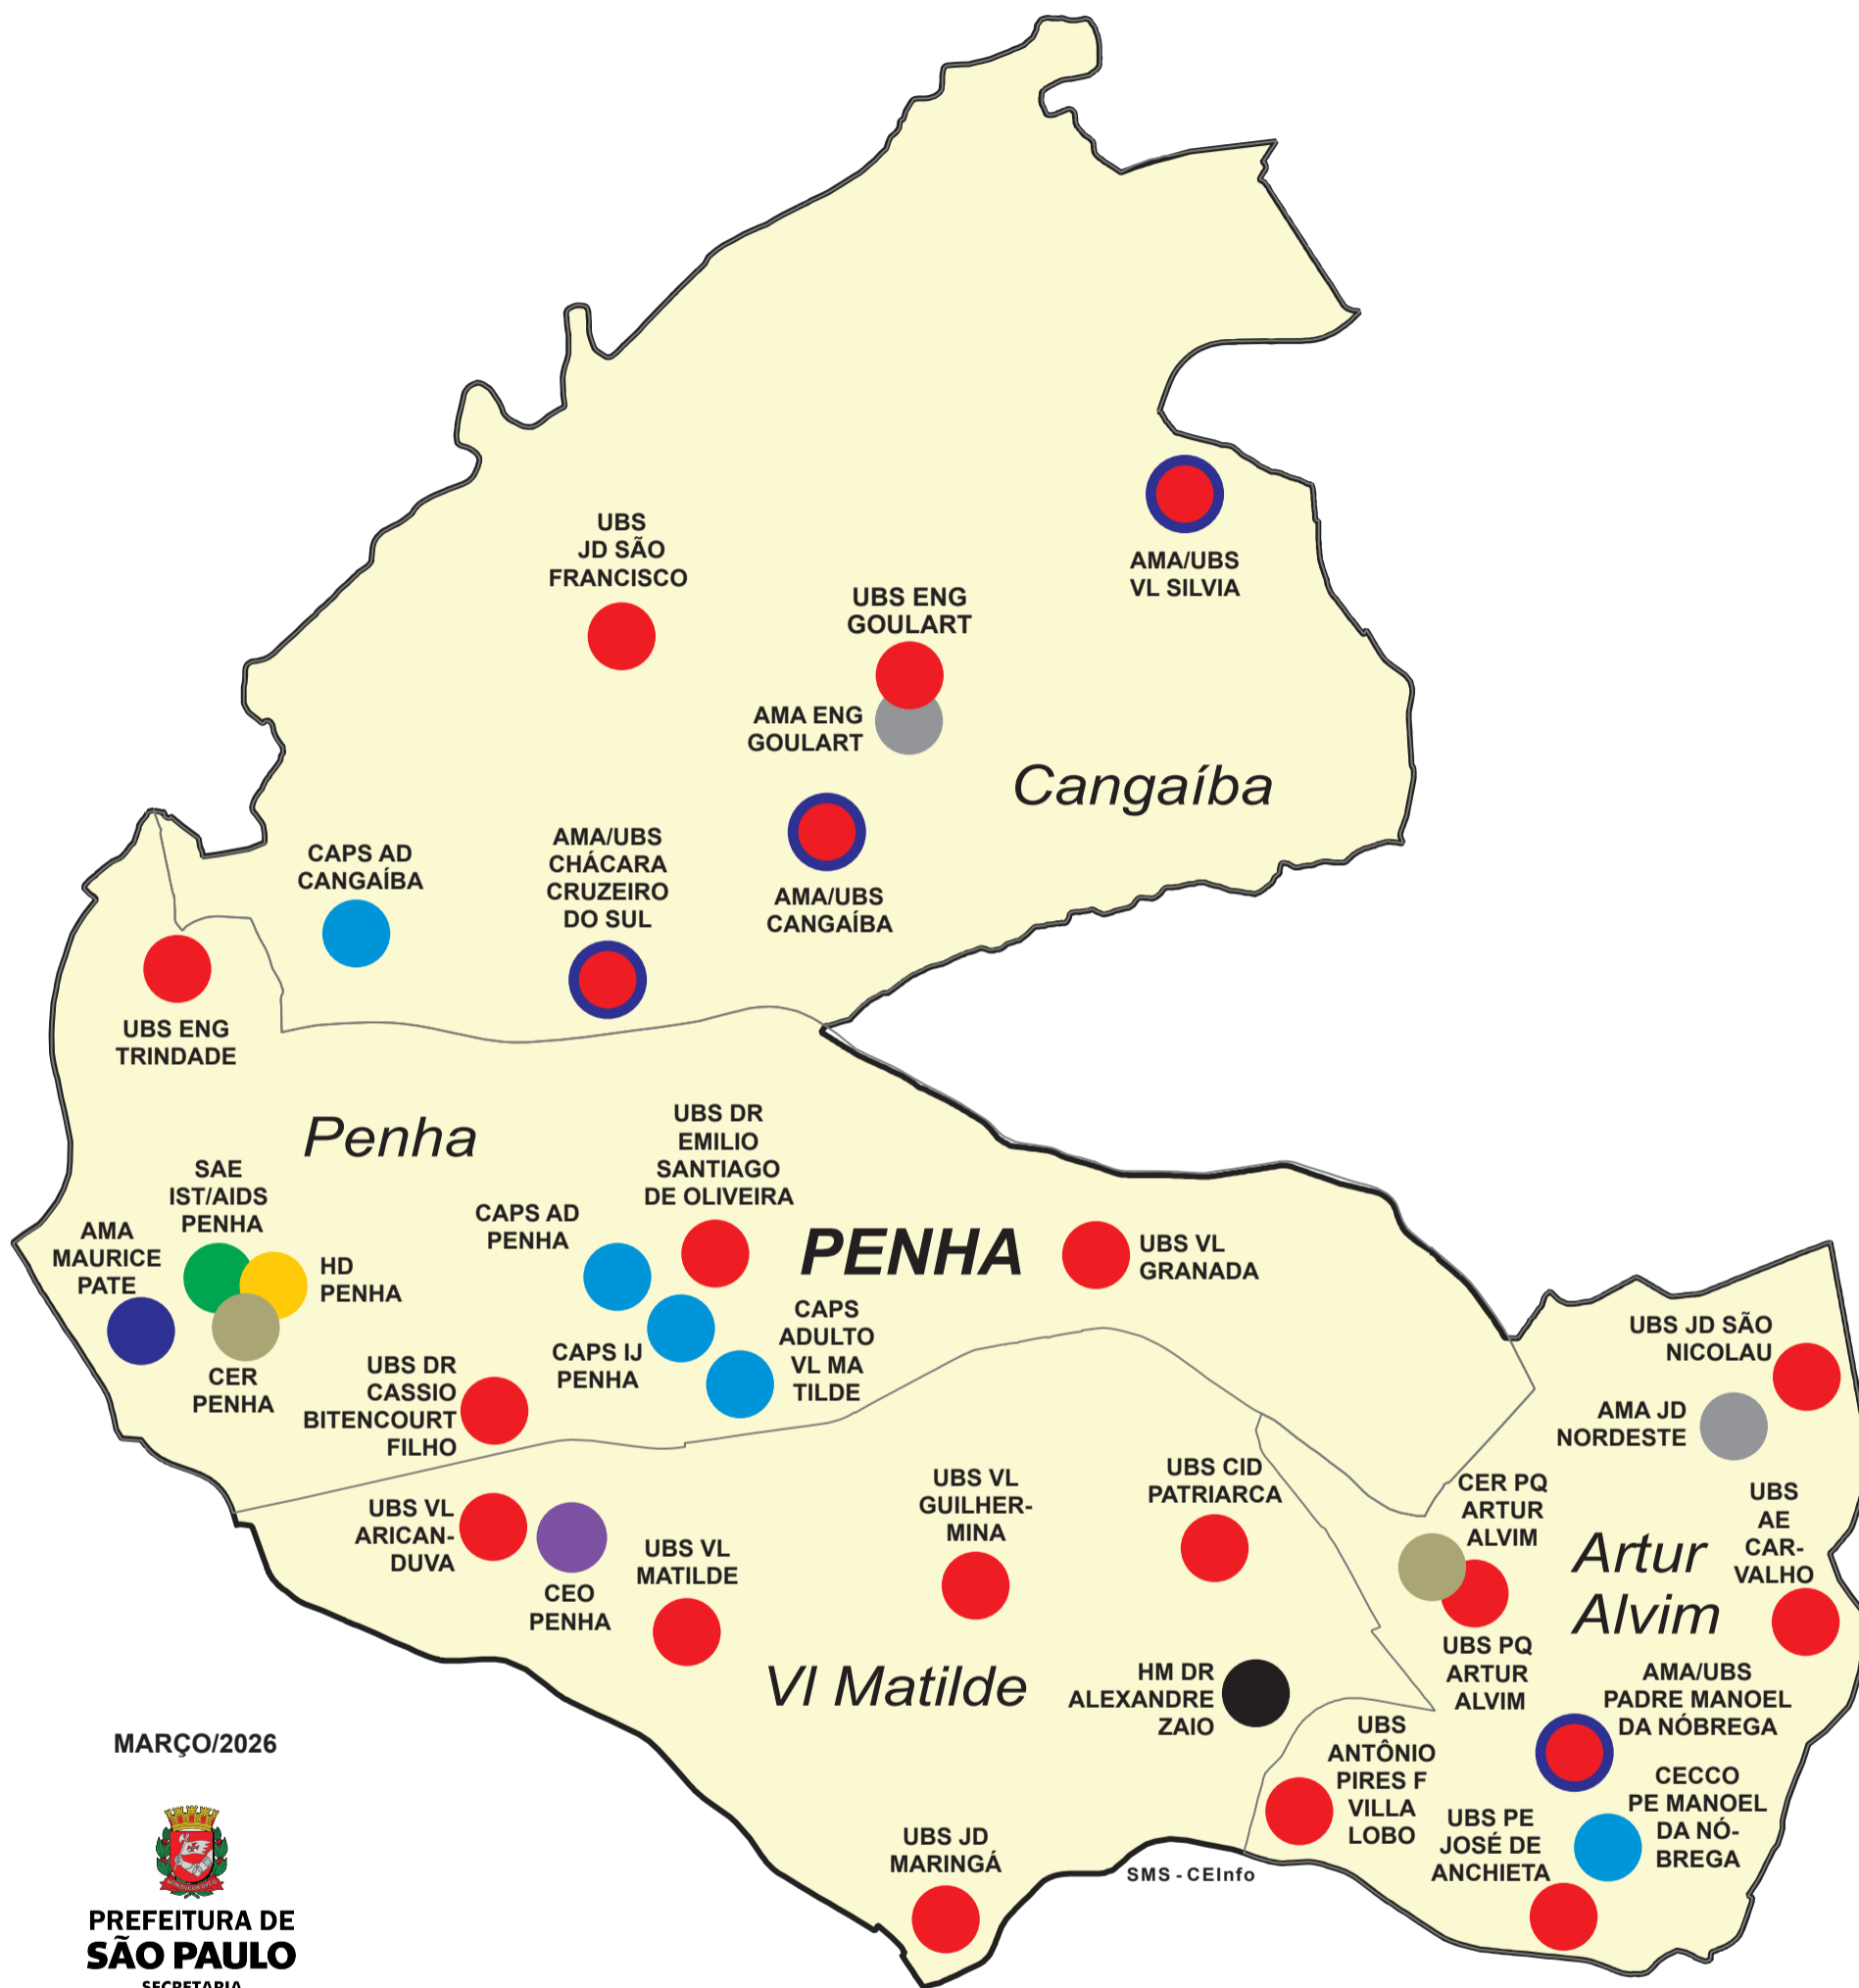 UBS
JD SÃO
FRANCISCO
AMA/UBS
VL SILVIA
UBS ENG
GOULART
AMA ENG
GOULART
Cangaíba
CAPS AD
CANGAÍBA
AMA/UBS
CHÁCARA
CRUZEIRO
DO SUL
AMA/UBS
CANGAÍBA
UBS ENG
TRINDADE
Penha
UBS DR
EMILIO
SANTIAGO
DE OLIVEIRA
SAE
IST/AIDS
PENHA
CAPS AD
PENHA
PENHA
UBS VL
GRANADA
AMA
MAURICE
PATE
HD
PENHA
CER
PENHA
CAPS IJ
PENHA
CAPS
ADULTO
VL MA
TILDE
UBS DR
CASSIO
BITENCOURT
FILHO
UBS JD SÃO
NICOLAU
AMA JD
NORDESTE
UBS VL
ARICAN-
DUVA
CEO
PENHA
UBS VL
MATILDE
UBS VL
GUILHER-
MINA
UBS CID
PATRIARCA
CER PQ
ARTUR
ALVIM
UBS
AE
CAR-
VALHO
Artur
Alvim
UBS PQ
ARTUR
ALVIM
Vl Matilde
HM DR
ALEXANDRE
ZAIO
AMA/UBS
PADRE MANOEL
DA NÓBREGA
UBS
ANTÔNIO
PIRES F
VILLA
LOBO
CECCO
PE MANOEL
DA NÓ-
BREGA
UBS PE
JOSÉ DE
ANCHIETA
UBS JD
MARINGÁ
SMS - CEInfo
MARÇO/2026
PREFEITURA DE
SÃO PAULO
SECRETARIA